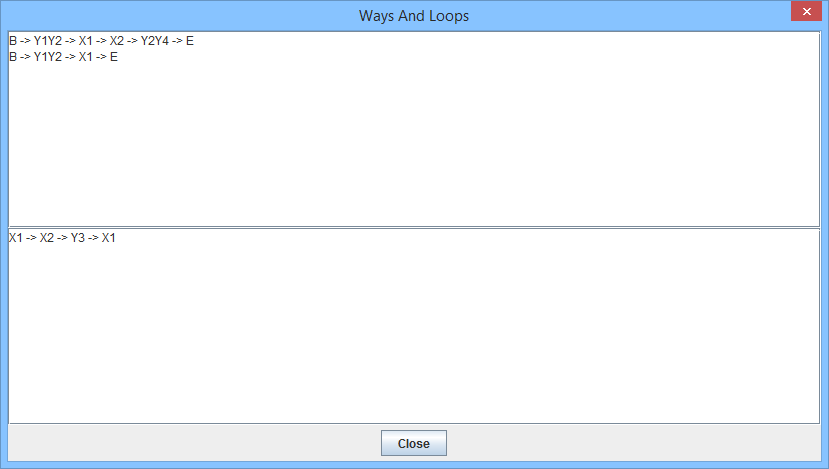 Ways And Loops
B -> Y1Y2 -> X1 -> X2 -> Y2Y4 -> E
B -> Y1Y2 -> X1 -> E
X1 -> X2 -> Y3 -> X1
Close